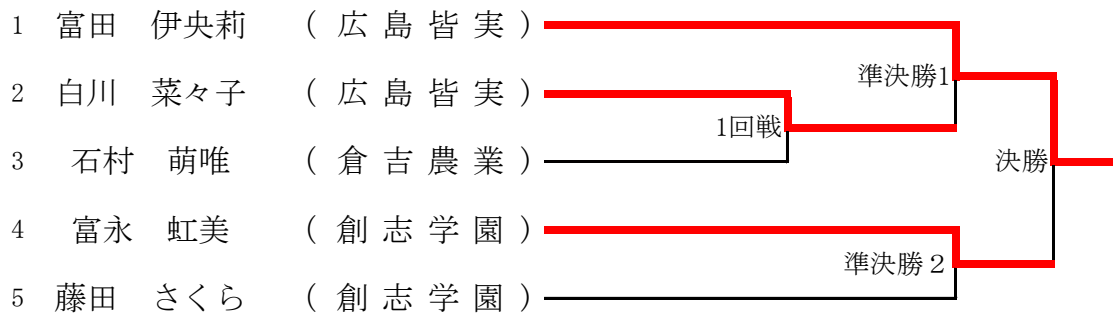 1 富田 伊央莉 (広島皆実)
準決勝1
2 白川 菜々子 (広島皆実)
1回戦
3 石村 萌唯 (倉吉農業)
決勝
4 富永 虹美 (創志学園)
準決勝２
5 藤田 さくら (創志学園)